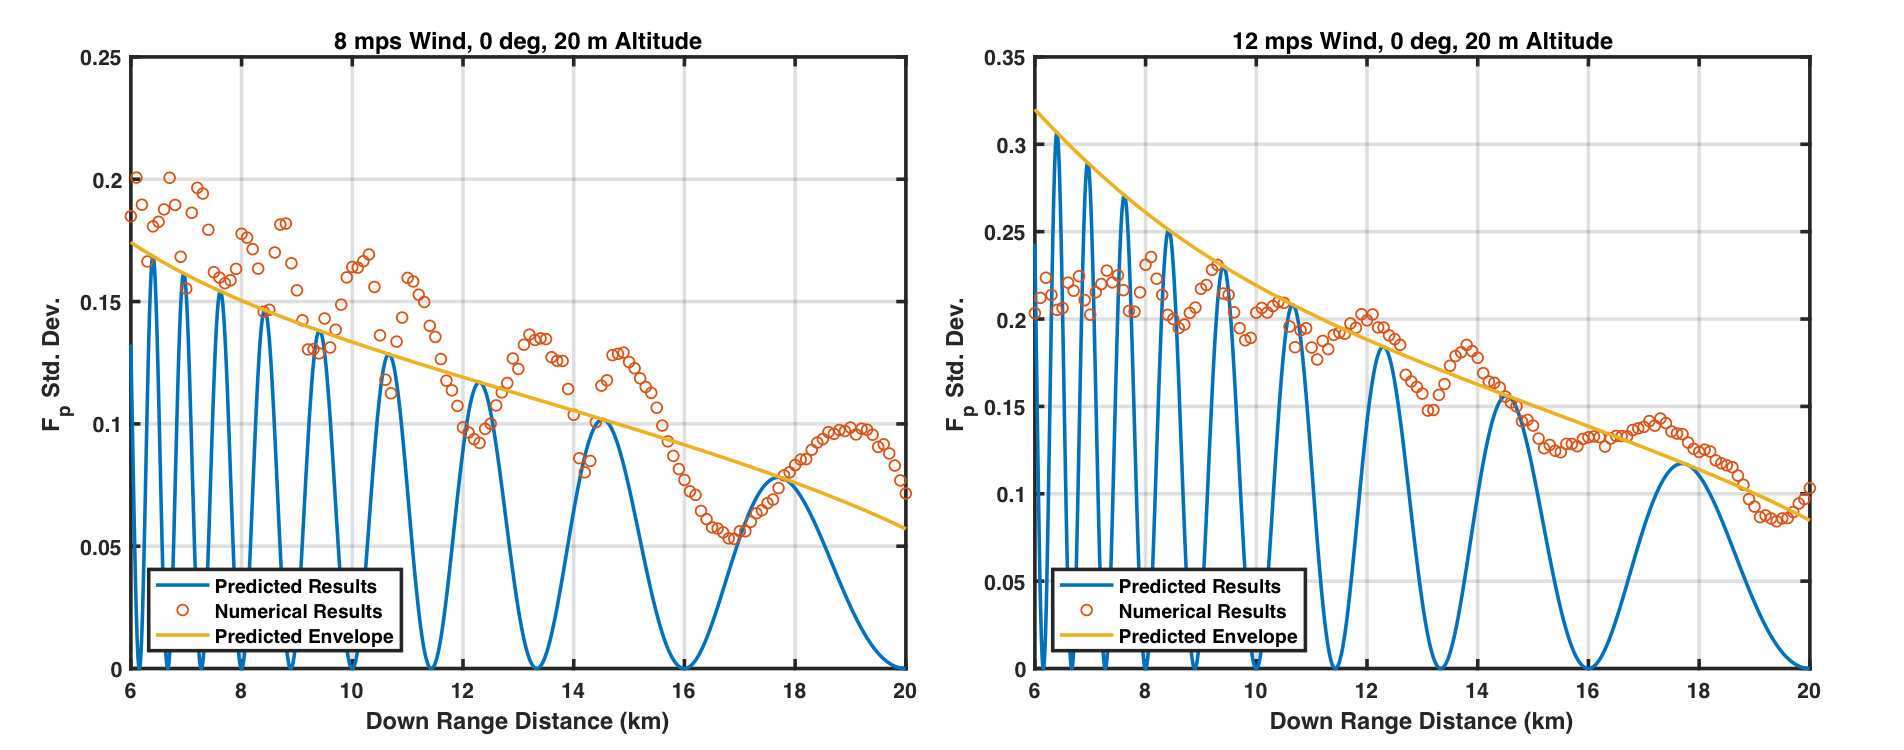 8 mps Wind, 0 deg, 20 m Altitude
0.25
0.2
0.15
0.1
0.05
0
F_p Std. Dev.
Predicted Results
Numerical Results
Predicted Envelope
6 8 10 12 14 16 18 20
Down Range Distance (km)
12 mps Wind, 0 deg, 20 m Altitude
0.35
0.3
0.25
0.2
0.15
0.1
0.05
0
F_p Std. Dev.
Predicted Results
Numerical Results
Predicted Envelope
6 8 10 12 14 16 18 20
Down Range Distance (km)